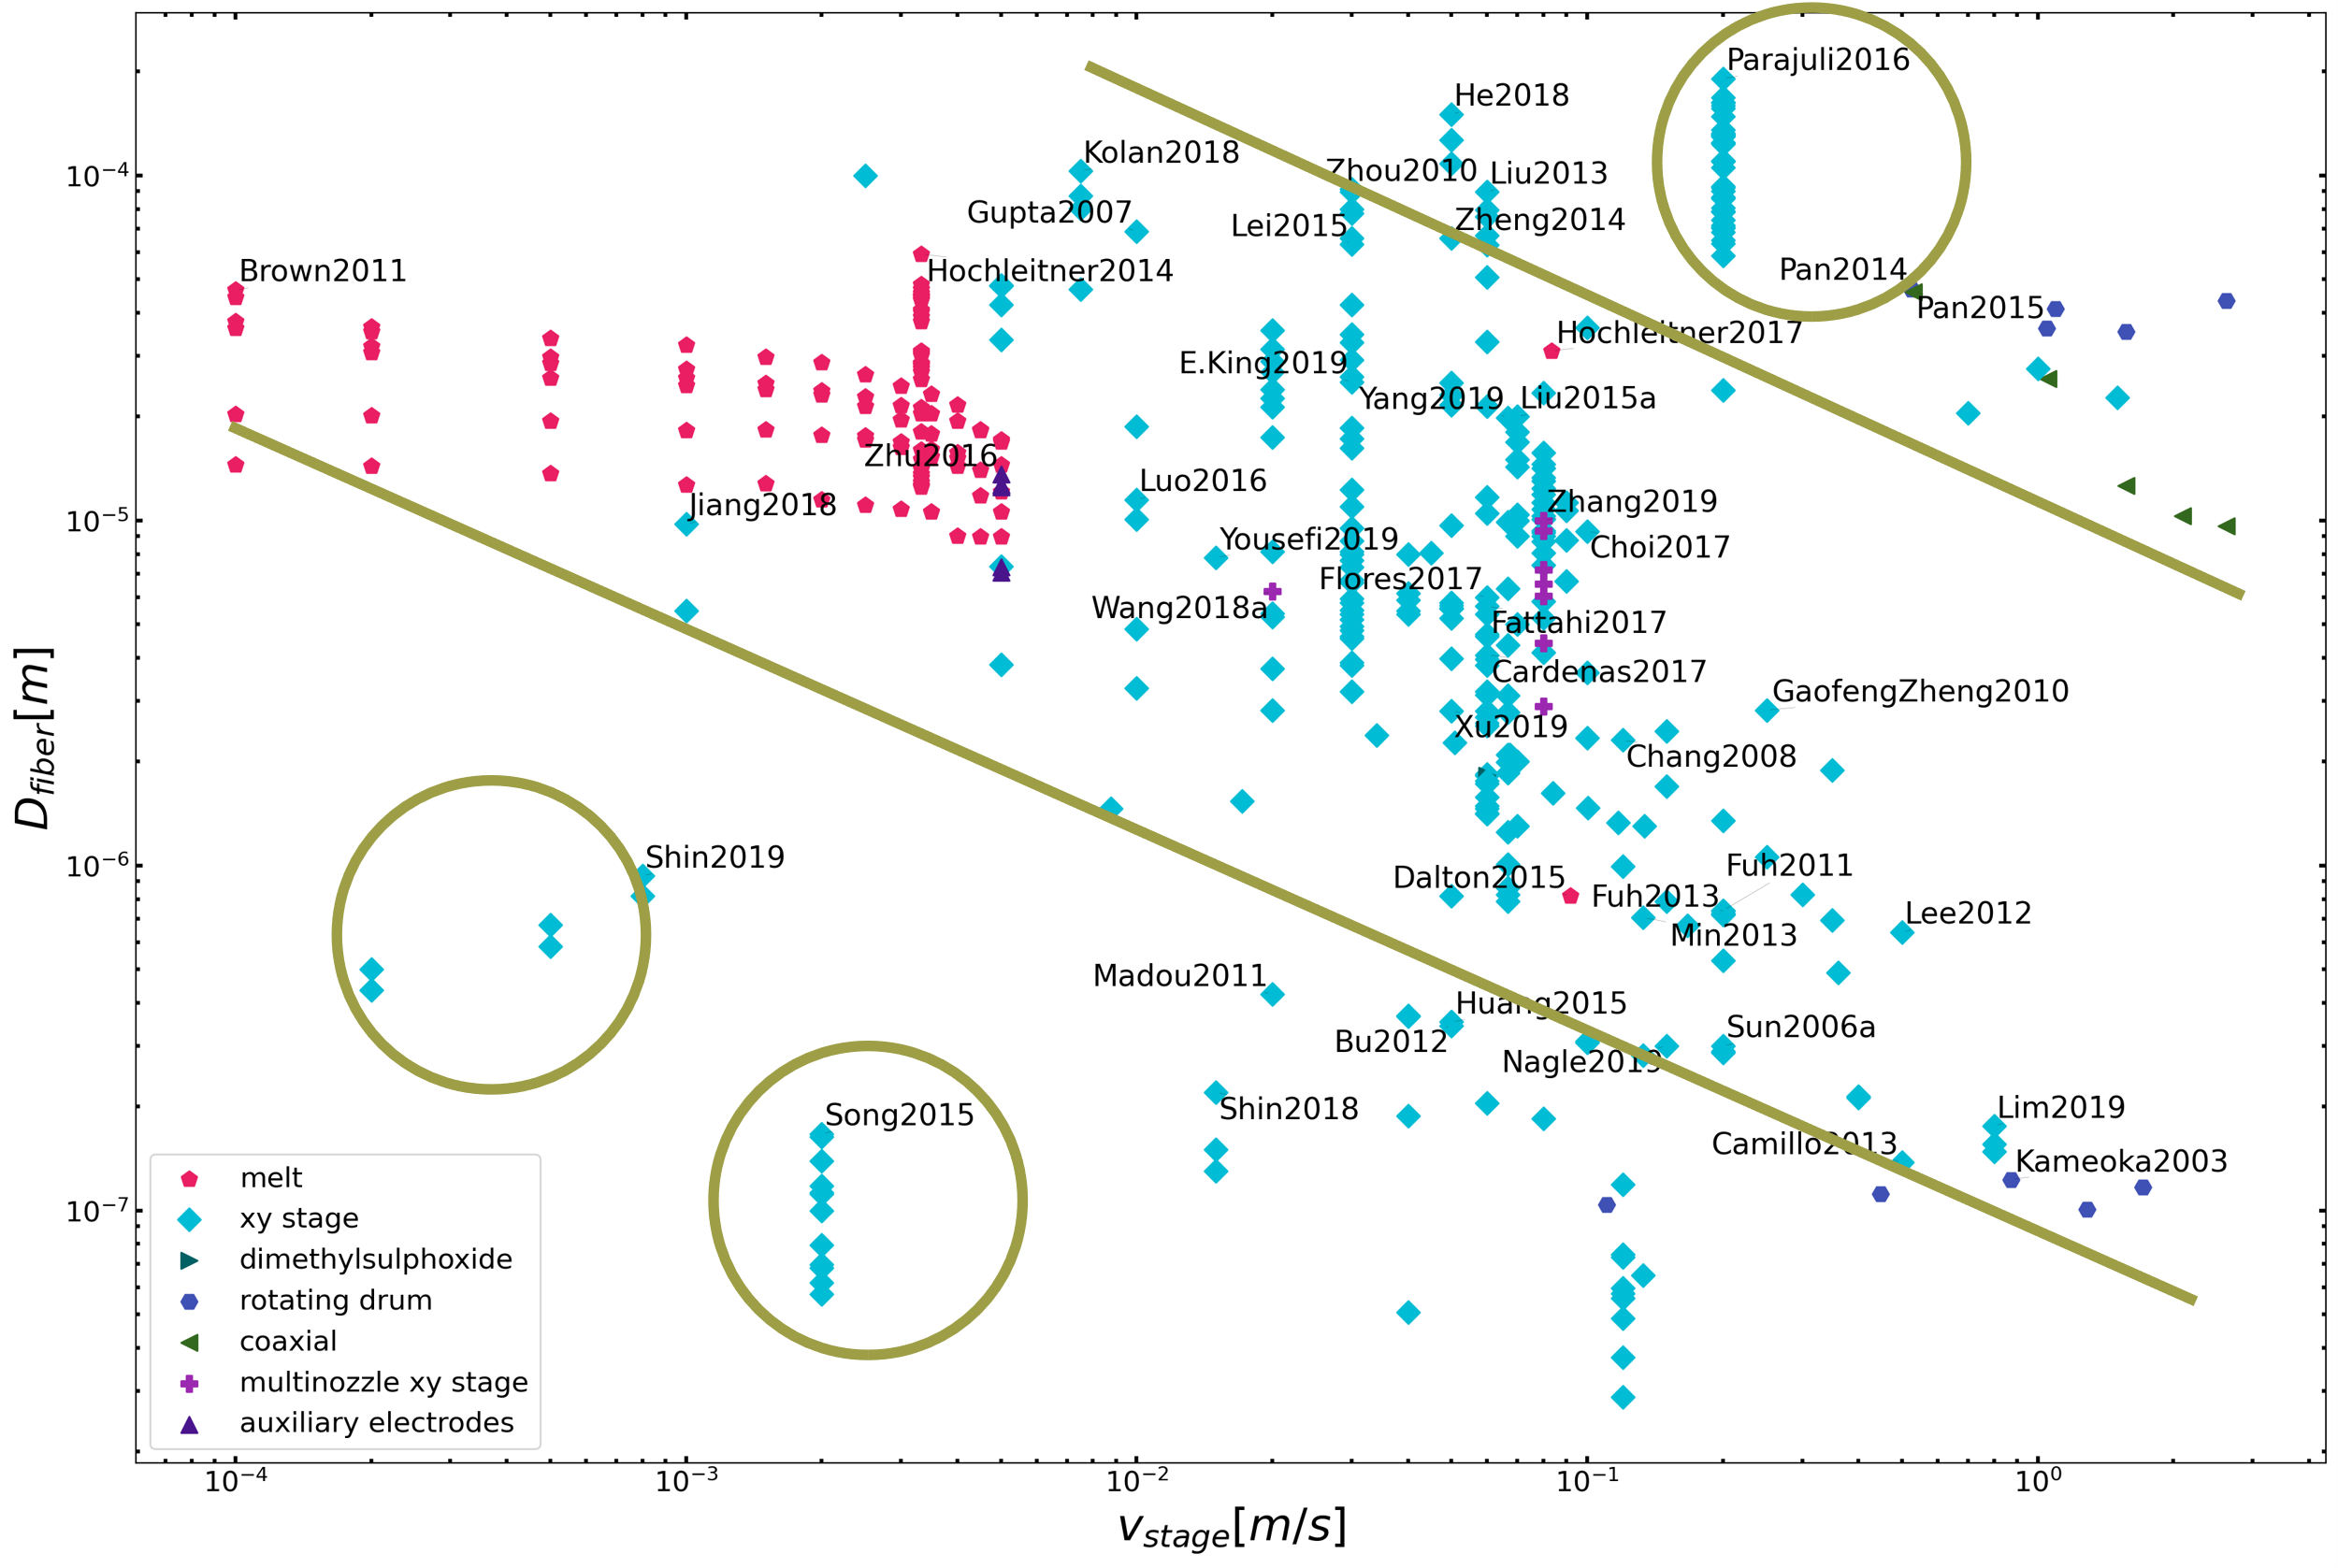 Parajuli2016
He2018
Kolan2018
Zhou2010
Liu2013
Gupta2007
Zheng2014
Lei2015
Brown2011
Hochleitner2014
Pan2014
Pan2015
Hochleitner2017
E.King2019
Yang2019
Liu2015a
Zhu2016
Luo2016
Jiang2018
Zhang2019
Yousefi2019
Choi2017
Flores2017
Wang2018a
Fattahi2017
Cardenas2017
GaofengZheng2010
Xu2019
Chang2008
Shin2019
Fuh2011
Dalton2015
Fuh2013
Lee2012
Min2013
Madou2011
Huang2015
Sun2006a
Bu2012
Nagle2019
Shin2018
Lim2019
Song2015
Camillo2013
Kameoka2003
10⁻⁴
10⁻⁵
10⁻⁶
10⁻⁷
D_fiber[m]
melt
xy stage
dimethylsulphoxide
rotating drum
coaxial
multinozzle xy stage
auxiliary electrodes
10⁻⁴ 10⁻³ 10⁻² 10⁻¹ 10⁰
v_stage[m/s]